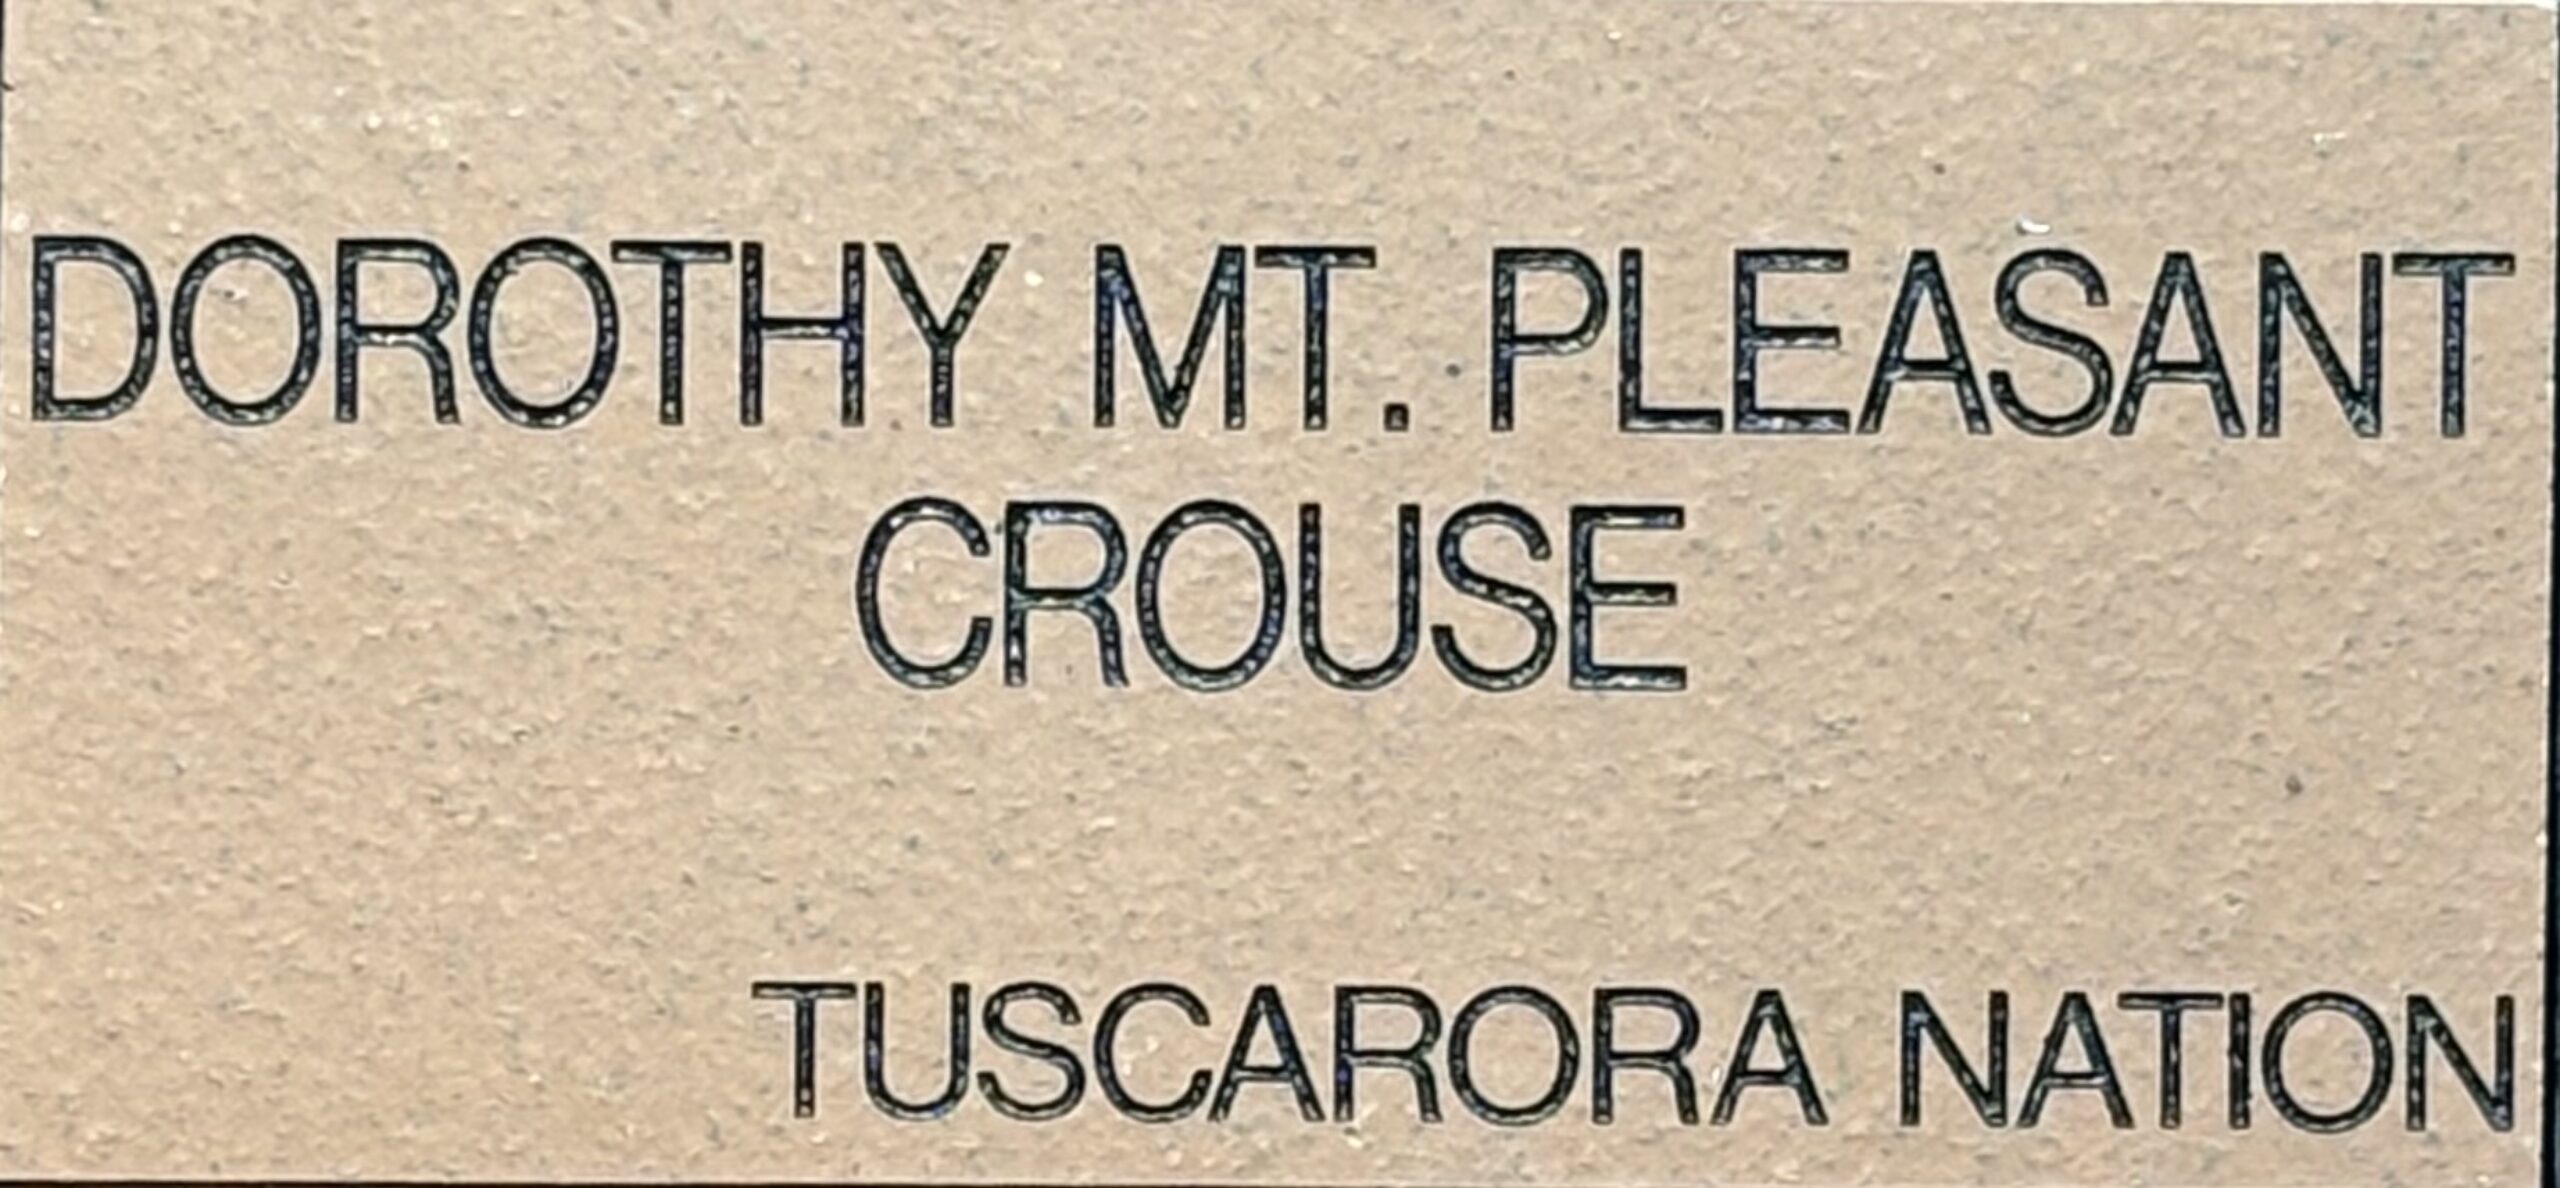 DOROTHY MT. PLEASANT
CROUSE
TUSCARORA NATION